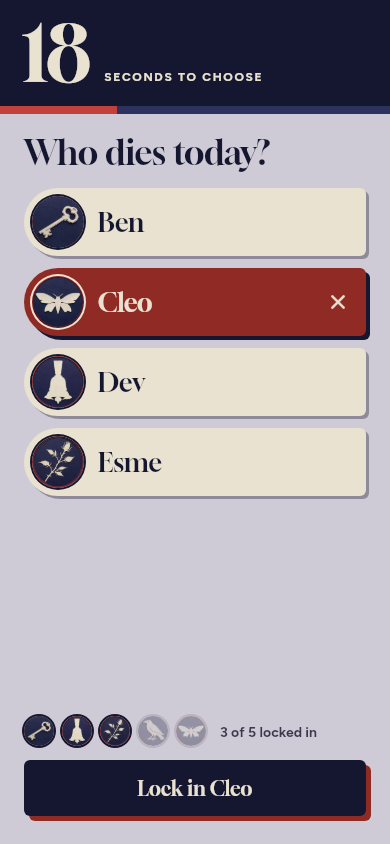 18
SECONDS TO CHOOSE
Who dies today?
Ben
Cleo
Dev
Esme
3 of 5 locked in
Lock in Cleo